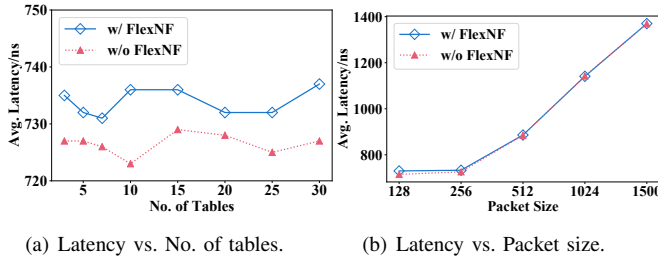 750
740
730
720
Avg. Latency/ns
w/ FlexNF
w/o FlexNF
5 10 15 20 25 30
No. of Tables
(a) Latency vs. No. of tables.
1400
1200
1000
800
Avg. Latency/ns
w/ FlexNF
w/o FlexNF
128 256 512 1024 1500
Packet Size
(b) Latency vs. Packet size.